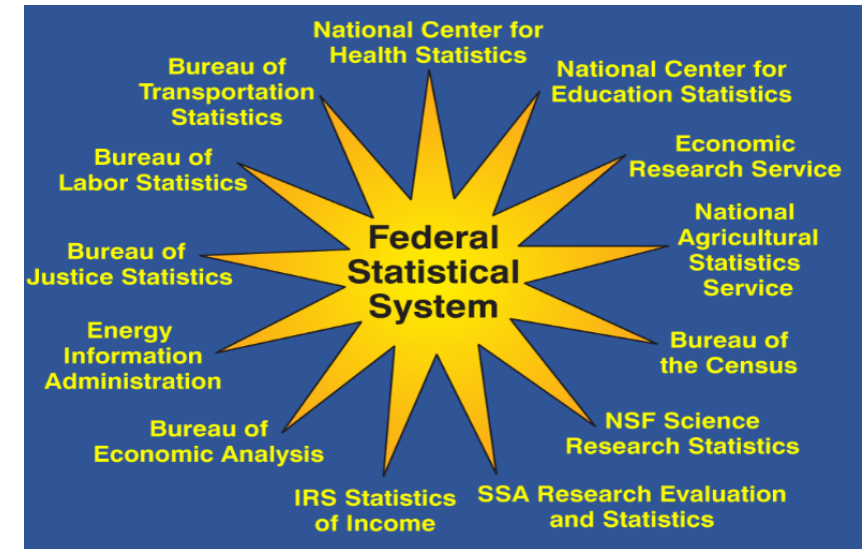 National Center for
Health Statistics
National Center for
Education Statistics
Economic
Research Service
National
Agricultural
Statistics
Service
Bureau of
the Census
NSF Science
Research Statistics
SSA Research Evaluation
and Statistics
IRS Statistics
of Income
Bureau of
Economic Analysis
Energy
Information
Administration
Bureau of
Justice Statistics
Bureau of
Labor Statistics
Bureau of
Transportation
Statistics
Federal
Statistical
System